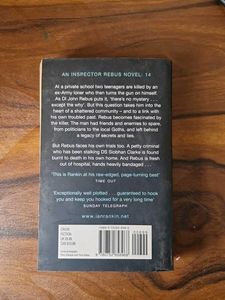 AN INSPECTOR REBUS NOVEL: 14
At a private school two teenagers are killed by an
ex-Army loner who then turns the gun on himself.
As DI John Rebus puts it, 'there's no mystery ...
except the why'. But this question takes him into the
heart of a shattered community – and to a link with
his own troubled past. Rebus becomes fascinated by
the killer. The man had friends and enemies to spare,
from politicians to the local Goths, and left behind
a legacy of secrets and lies.
But Rebus faces his own trials too. A petty criminal
who has been stalking DS Siobhan Clarke is found
burnt to death in his own home. And Rebus is fresh
out of hospital, hands heavily bandaged ...
'This is Rankin at his raw-edged, page-turning best'
TIME OUT
'Exceptionally well plotted ... guaranteed to hook
you and keep you hooked for a very long time'
SUNDAY TELEGRAPH
www.ianrankin.net
FICTION